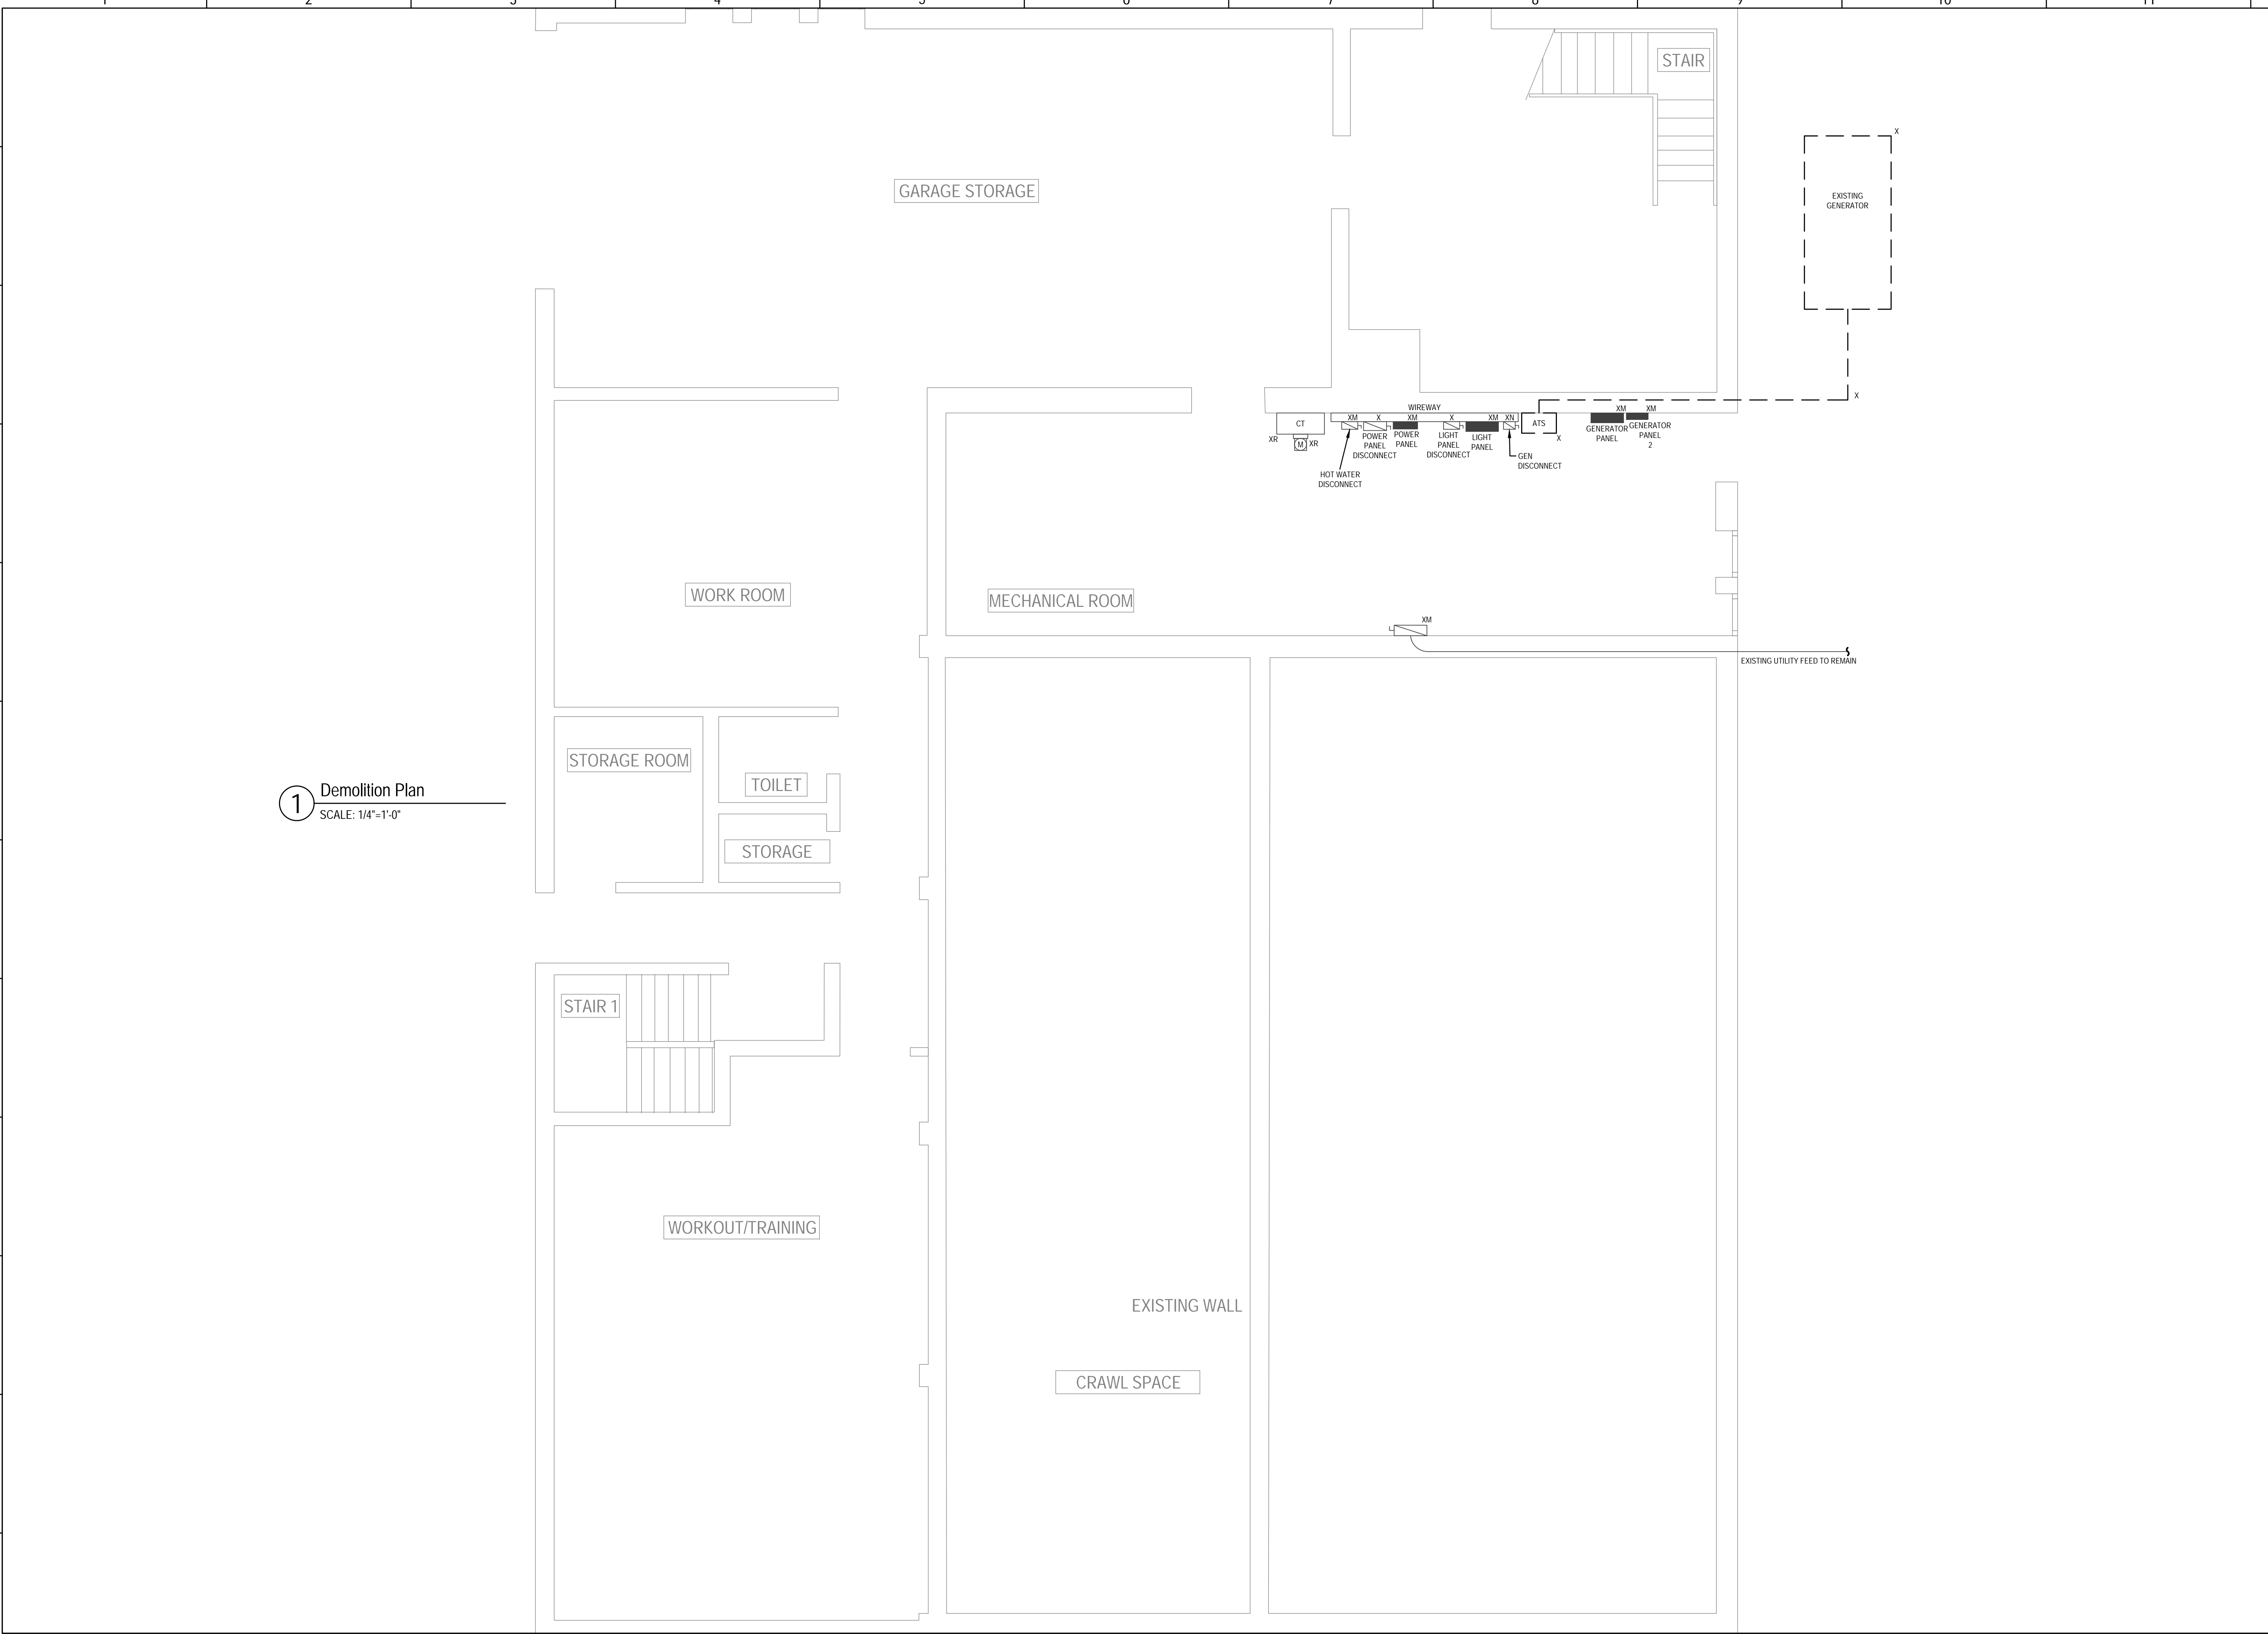 STAIR
X
GARAGE STORAGE
EXISTING
GENERATOR
X
WIREWAY
XM
X
XM
X
XM
XN
XM
XM
CT
ATS
XR
M
XR
X
POWER
PANEL
DISCONNECT
POWER
PANEL
LIGHT
PANEL
DISCONNECT
LIGHT
PANEL
GENERATOR
PANEL
GENERATOR
PANEL
2
GEN
DISCONNECT
HOT WATER
DISCONNECT
WORK ROOM
MECHANICAL ROOM
XM
EXISTING UTILITY FEED TO REMAIN
STORAGE ROOM
TOILET
1
Demolition Plan
SCALE: 1/4"=1'-0"
STORAGE
STAIR 1
WORKOUT/TRAINING
EXISTING WALL
CRAWL SPACE